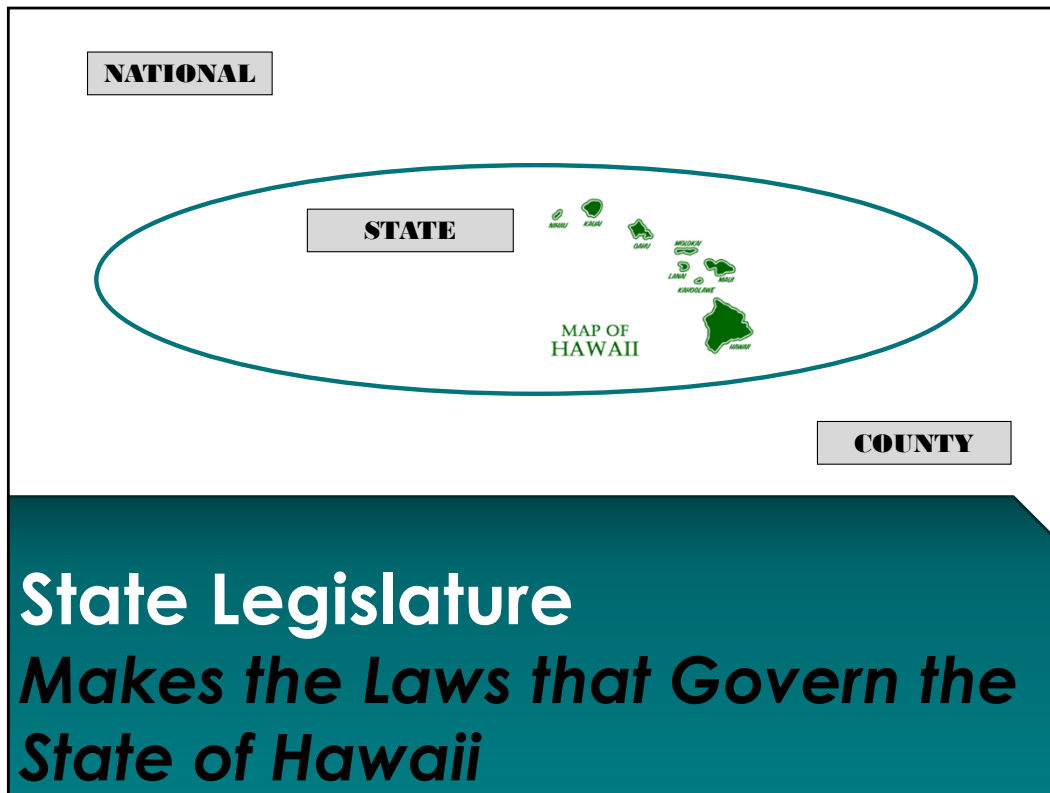 NATIONAL
STATE
NIHAU
KAUAI
OAHU
MOLOKAI
LANAI
MAUI
KAHOOLAWE
HAWAII
MAP OF
HAWAII
COUNTY
State Legislature
Makes the Laws that Govern the
State of Hawaii